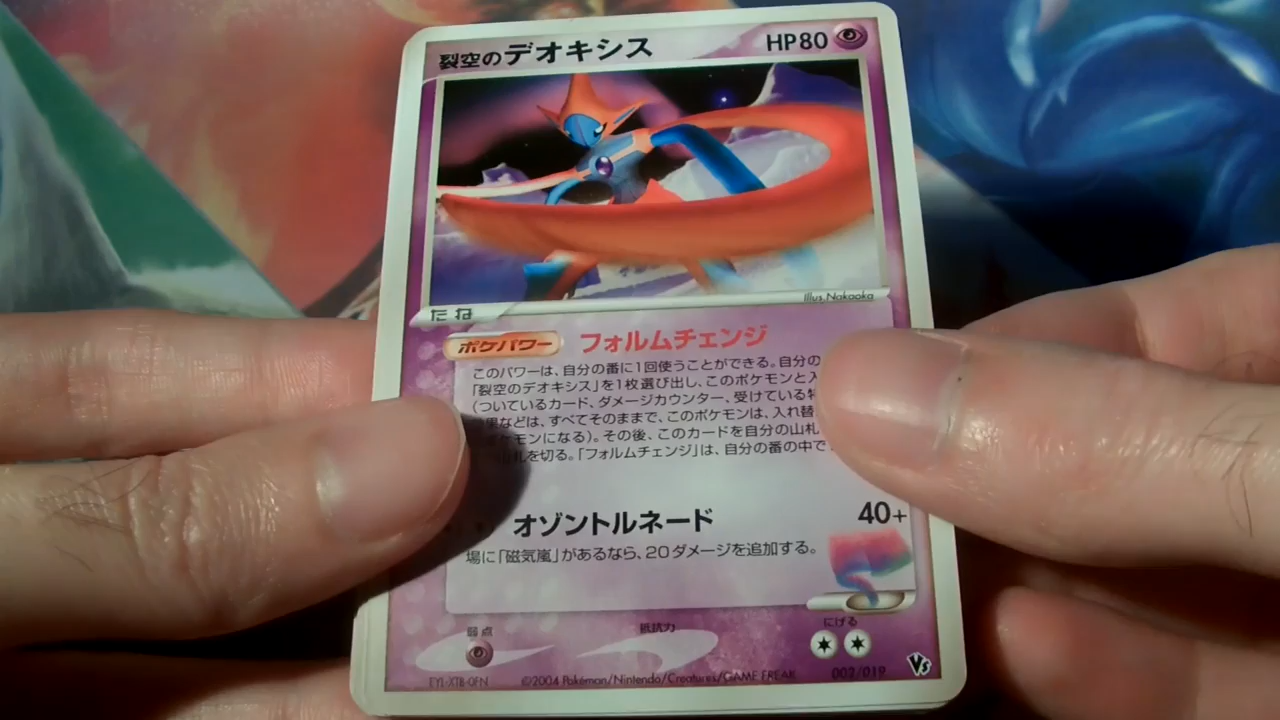 裂空のデオキシス HP80
Illus. Nakaoka
たね
ポケパワー フォルムチェンジ
このパワーは、自分の番に1回使うことができる。自分の
「裂空のデオキシス」を1枚選び出し、このポケモンと入
(ついているカード、ダメージカウンター、受けている特
果などは、すべてそのままで、このポケモンは、入れ替
ポケモンになる)。その後、このカードを自分の山札
札を切る。「フォルムチェンジ」は、自分の番の中で
オゾントルネード 40+
場に「磁気嵐」があるなら、20ダメージを追加する。
弱点 抵抗力 にげる
©2004 Pokémon/Nintendo/Creatures/GAME FREAK 002/019 VS